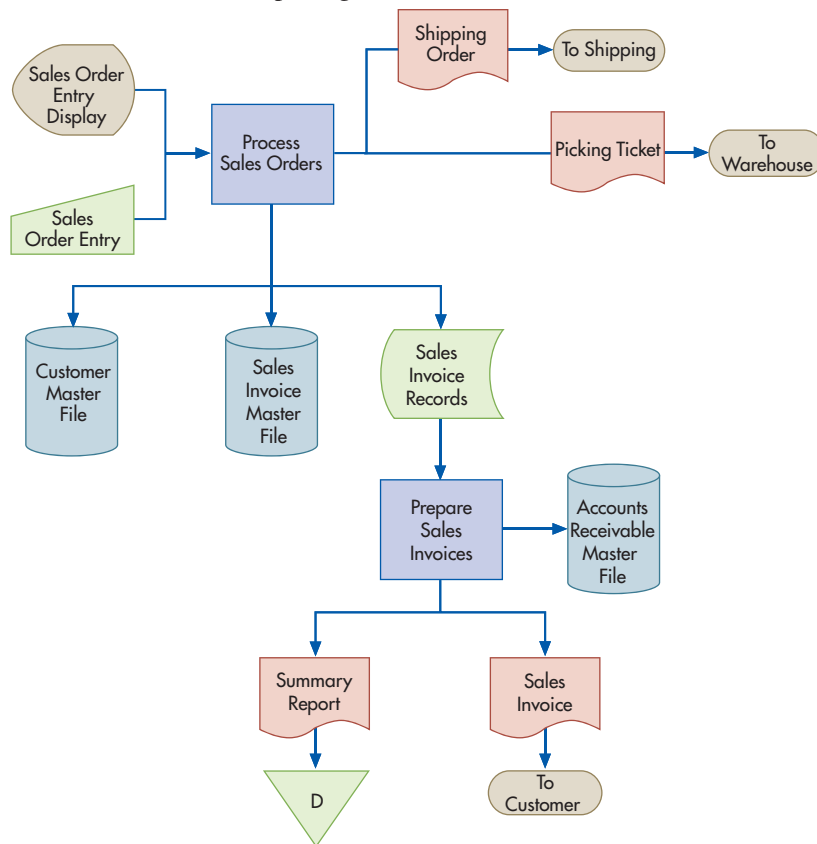 Shipping
Order
To Shipping
Sales Order
Entry
Display
Process
Sales Orders
Picking Ticket
To
Warehouse
Sales
Order Entry
Customer
Master
File
Sales
Invoice
Master
File
Sales
Invoice
Records
Prepare
Sales
Invoices
Accounts
Receivable
Master
File
Summary
Report
Sales
Invoice
D
To
Customer